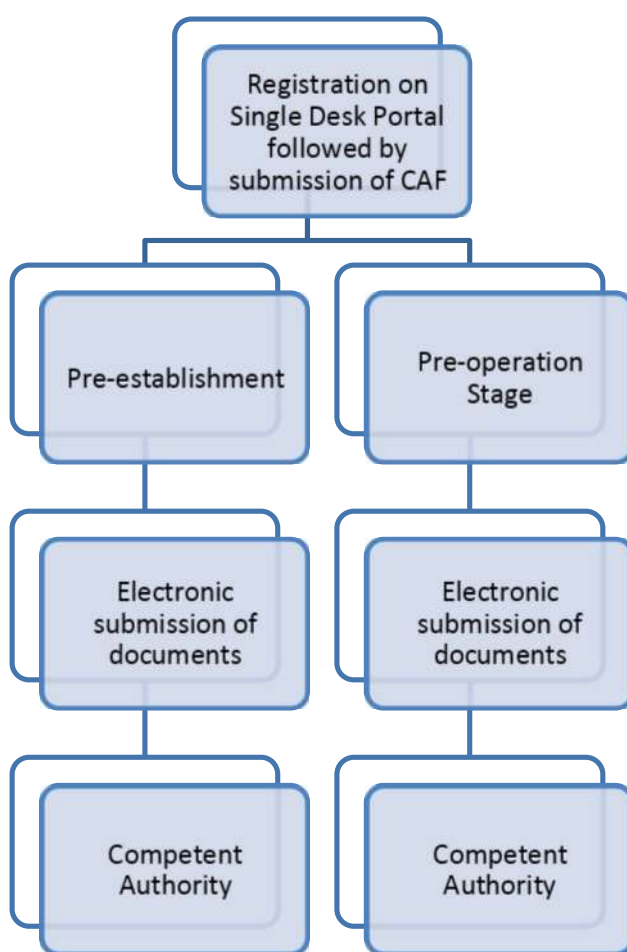 Registration on
Single Desk Portal
followed by
submission of CAF
Pre-establishment
Pre-operation
Stage
Electronic
submission of
documents
Electronic
submission of
documents
Competent
Authority
Competent
Authority